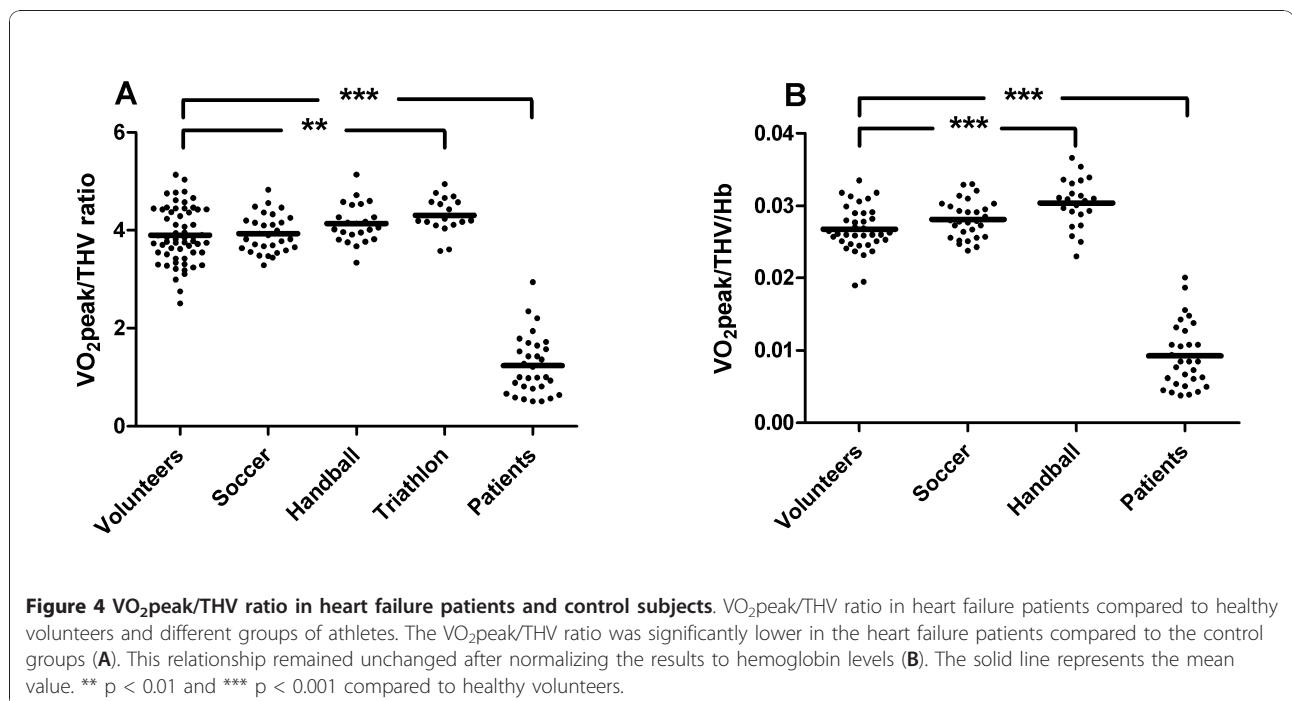 A
***
**
6
4
2
0
VO₂peak/THV ratio
Volunteers
Soccer
Handball
Triathlon
Patients
B
***
***
0.04
0.03
0.02
0.01
0.00
VO₂peak/THV/Hb
Volunteers
Soccer
Handball
Patients
Figure 4 VO₂peak/THV ratio in heart failure patients and control subjects. VO₂peak/THV ratio in heart failure patients compared to healthy
volunteers and different groups of athletes. The VO₂peak/THV ratio was significantly lower in the heart failure patients compared to the control
groups (A). This relationship remained unchanged after normalizing the results to hemoglobin levels (B). The solid line represents the mean
value. ** p < 0.01 and *** p < 0.001 compared to healthy volunteers.